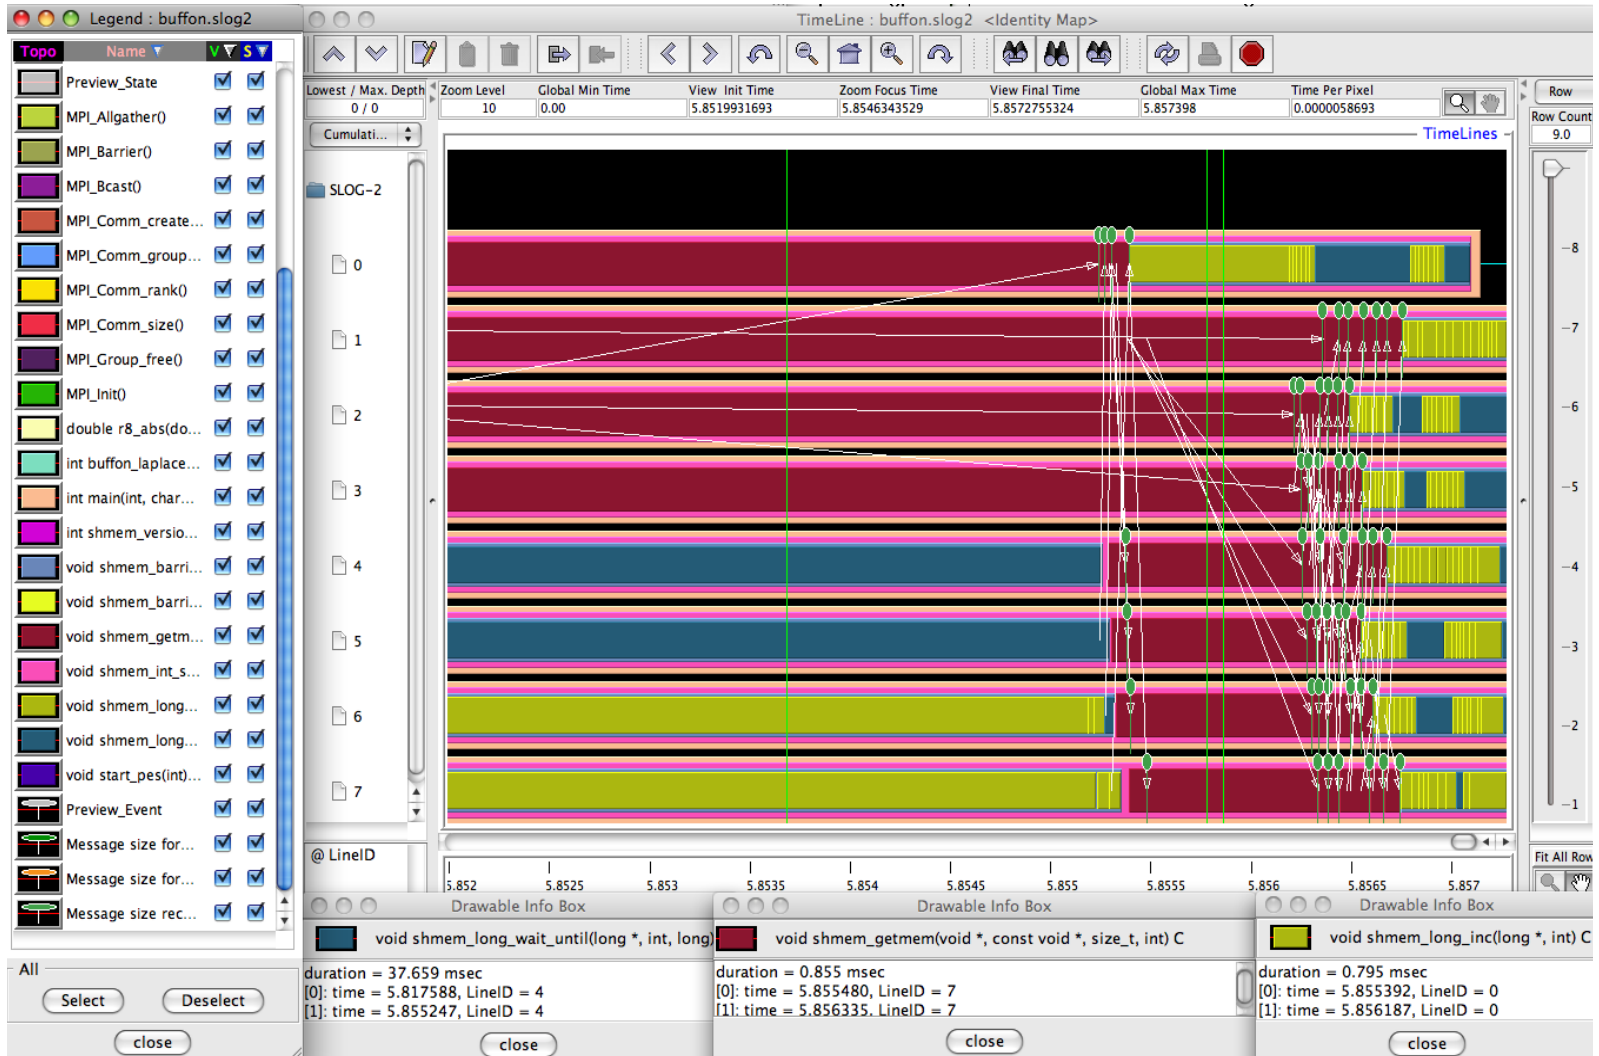 Legend : buffon.slog2
Topo Name V S
Preview_State
MPI_Allgather()
MPI_Barrier()
MPI_Bcast()
MPI_Comm_create...
MPI_Comm_group...
MPI_Comm_rank()
MPI_Comm_size()
MPI_Group_free()
MPI_Init()
double r8_abs(do...
int buffon_laplace...
int main(int, char...
int shmem_versio...
void shmem_barri...
void shmem_barri...
void shmem_getm...
void shmem_int_s...
void shmem_long...
void shmem_long...
void start_pes(int)...
Preview_Event
Message size for...
Message size for...
Message size rec...
All
Select Deselect
close
TimeLine : buffon.slog2 <Identity Map>
Lowest / Max. Depth Zoom Level Global Min Time View Init Time Zoom Focus Time View Final Time Global Max Time Time Per Pixel
0 / 0 10 0.00 5.8519931693 5.8546343529 5.8572755324 5.857398 0.0000058693
Row
Row Count
9.0
Cumulati...
TimeLines
SLOG-2
0
1
2
3
4
5
6
7
8
7
6
5
4
3
2
1
@ LineID
Fit All Row
5.852 5.8525 5.853 5.8535 5.854 5.8545 5.855 5.8555 5.856 5.8565 5.857
Drawable Info Box
void shmem_long_wait_until(long *, int, long)
duration = 37.659 msec
[0]: time = 5.817588, LineID = 4
[1]: time = 5.855247, LineID = 4
close
Drawable Info Box
void shmem_getmem(void *, const void *, size_t, int) C
duration = 0.855 msec
[0]: time = 5.855480, LineID = 7
[1]: time = 5.856335, LineID = 7
close
Drawable Info Box
void shmem_long_inc(long *, int) C
duration = 0.795 msec
[0]: time = 5.855392, LineID = 0
[1]: time = 5.856187, LineID = 0
close